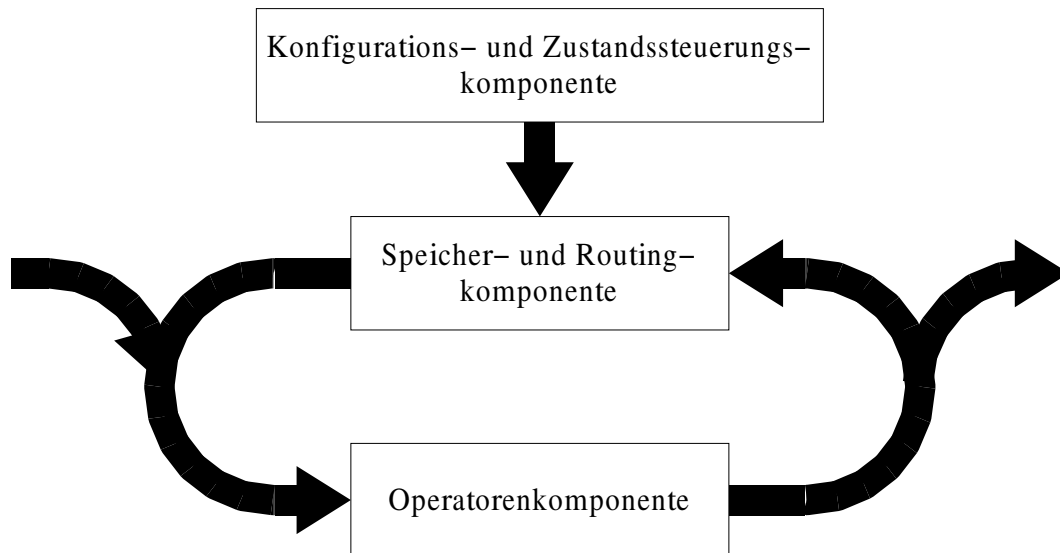 Konfigurations− und Zustandssteuerungs−
komponente
Speicher− und Routing−
komponente
Operatorenkomponente